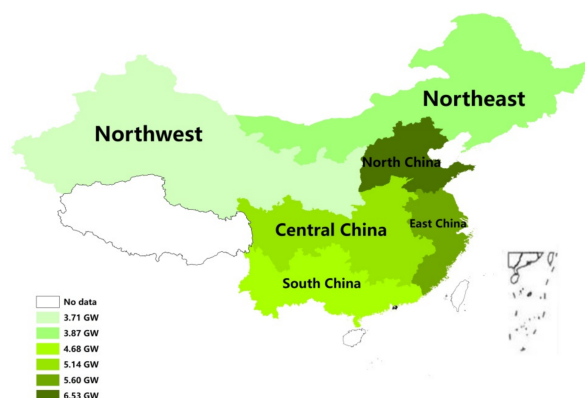 Northeast
Northwest
North China
East China
Central China
South China
No data
3.71 GW
3.87 GW
4.68 GW
5.14 GW
5.60 GW
6.53 GW